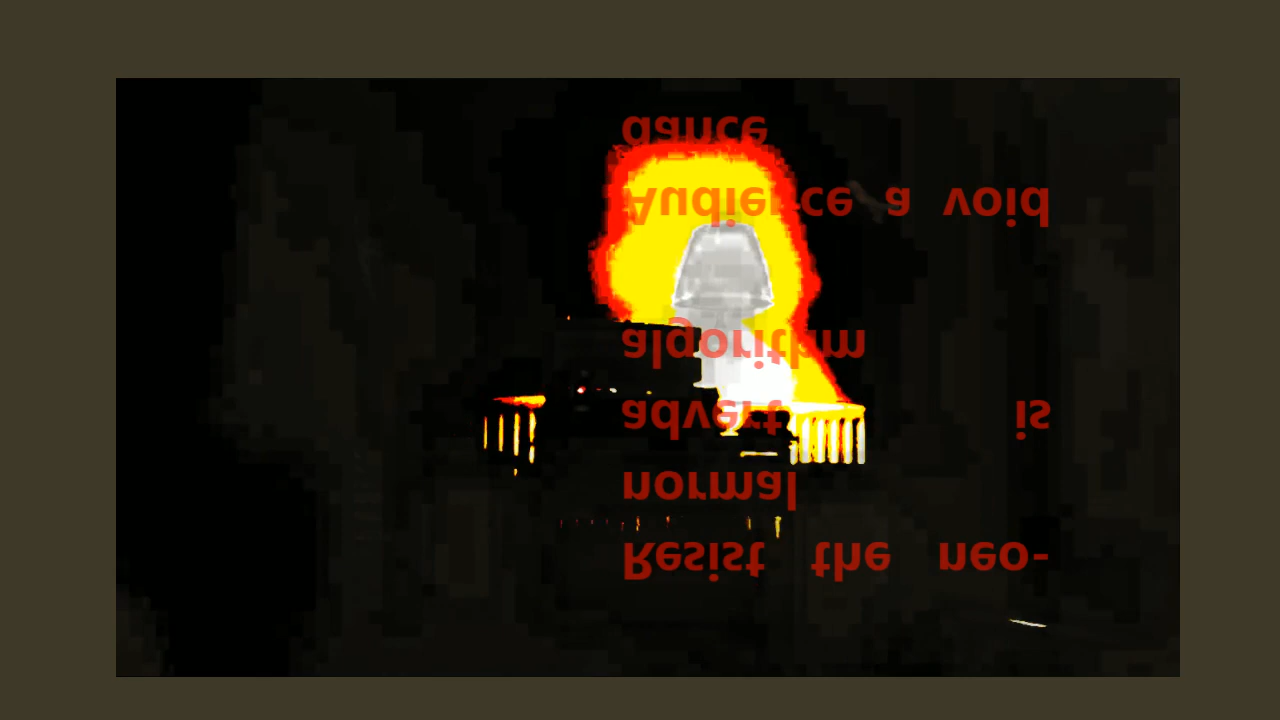 Resist the neo-
normal
advert is
algorithm
Audience a void
dance